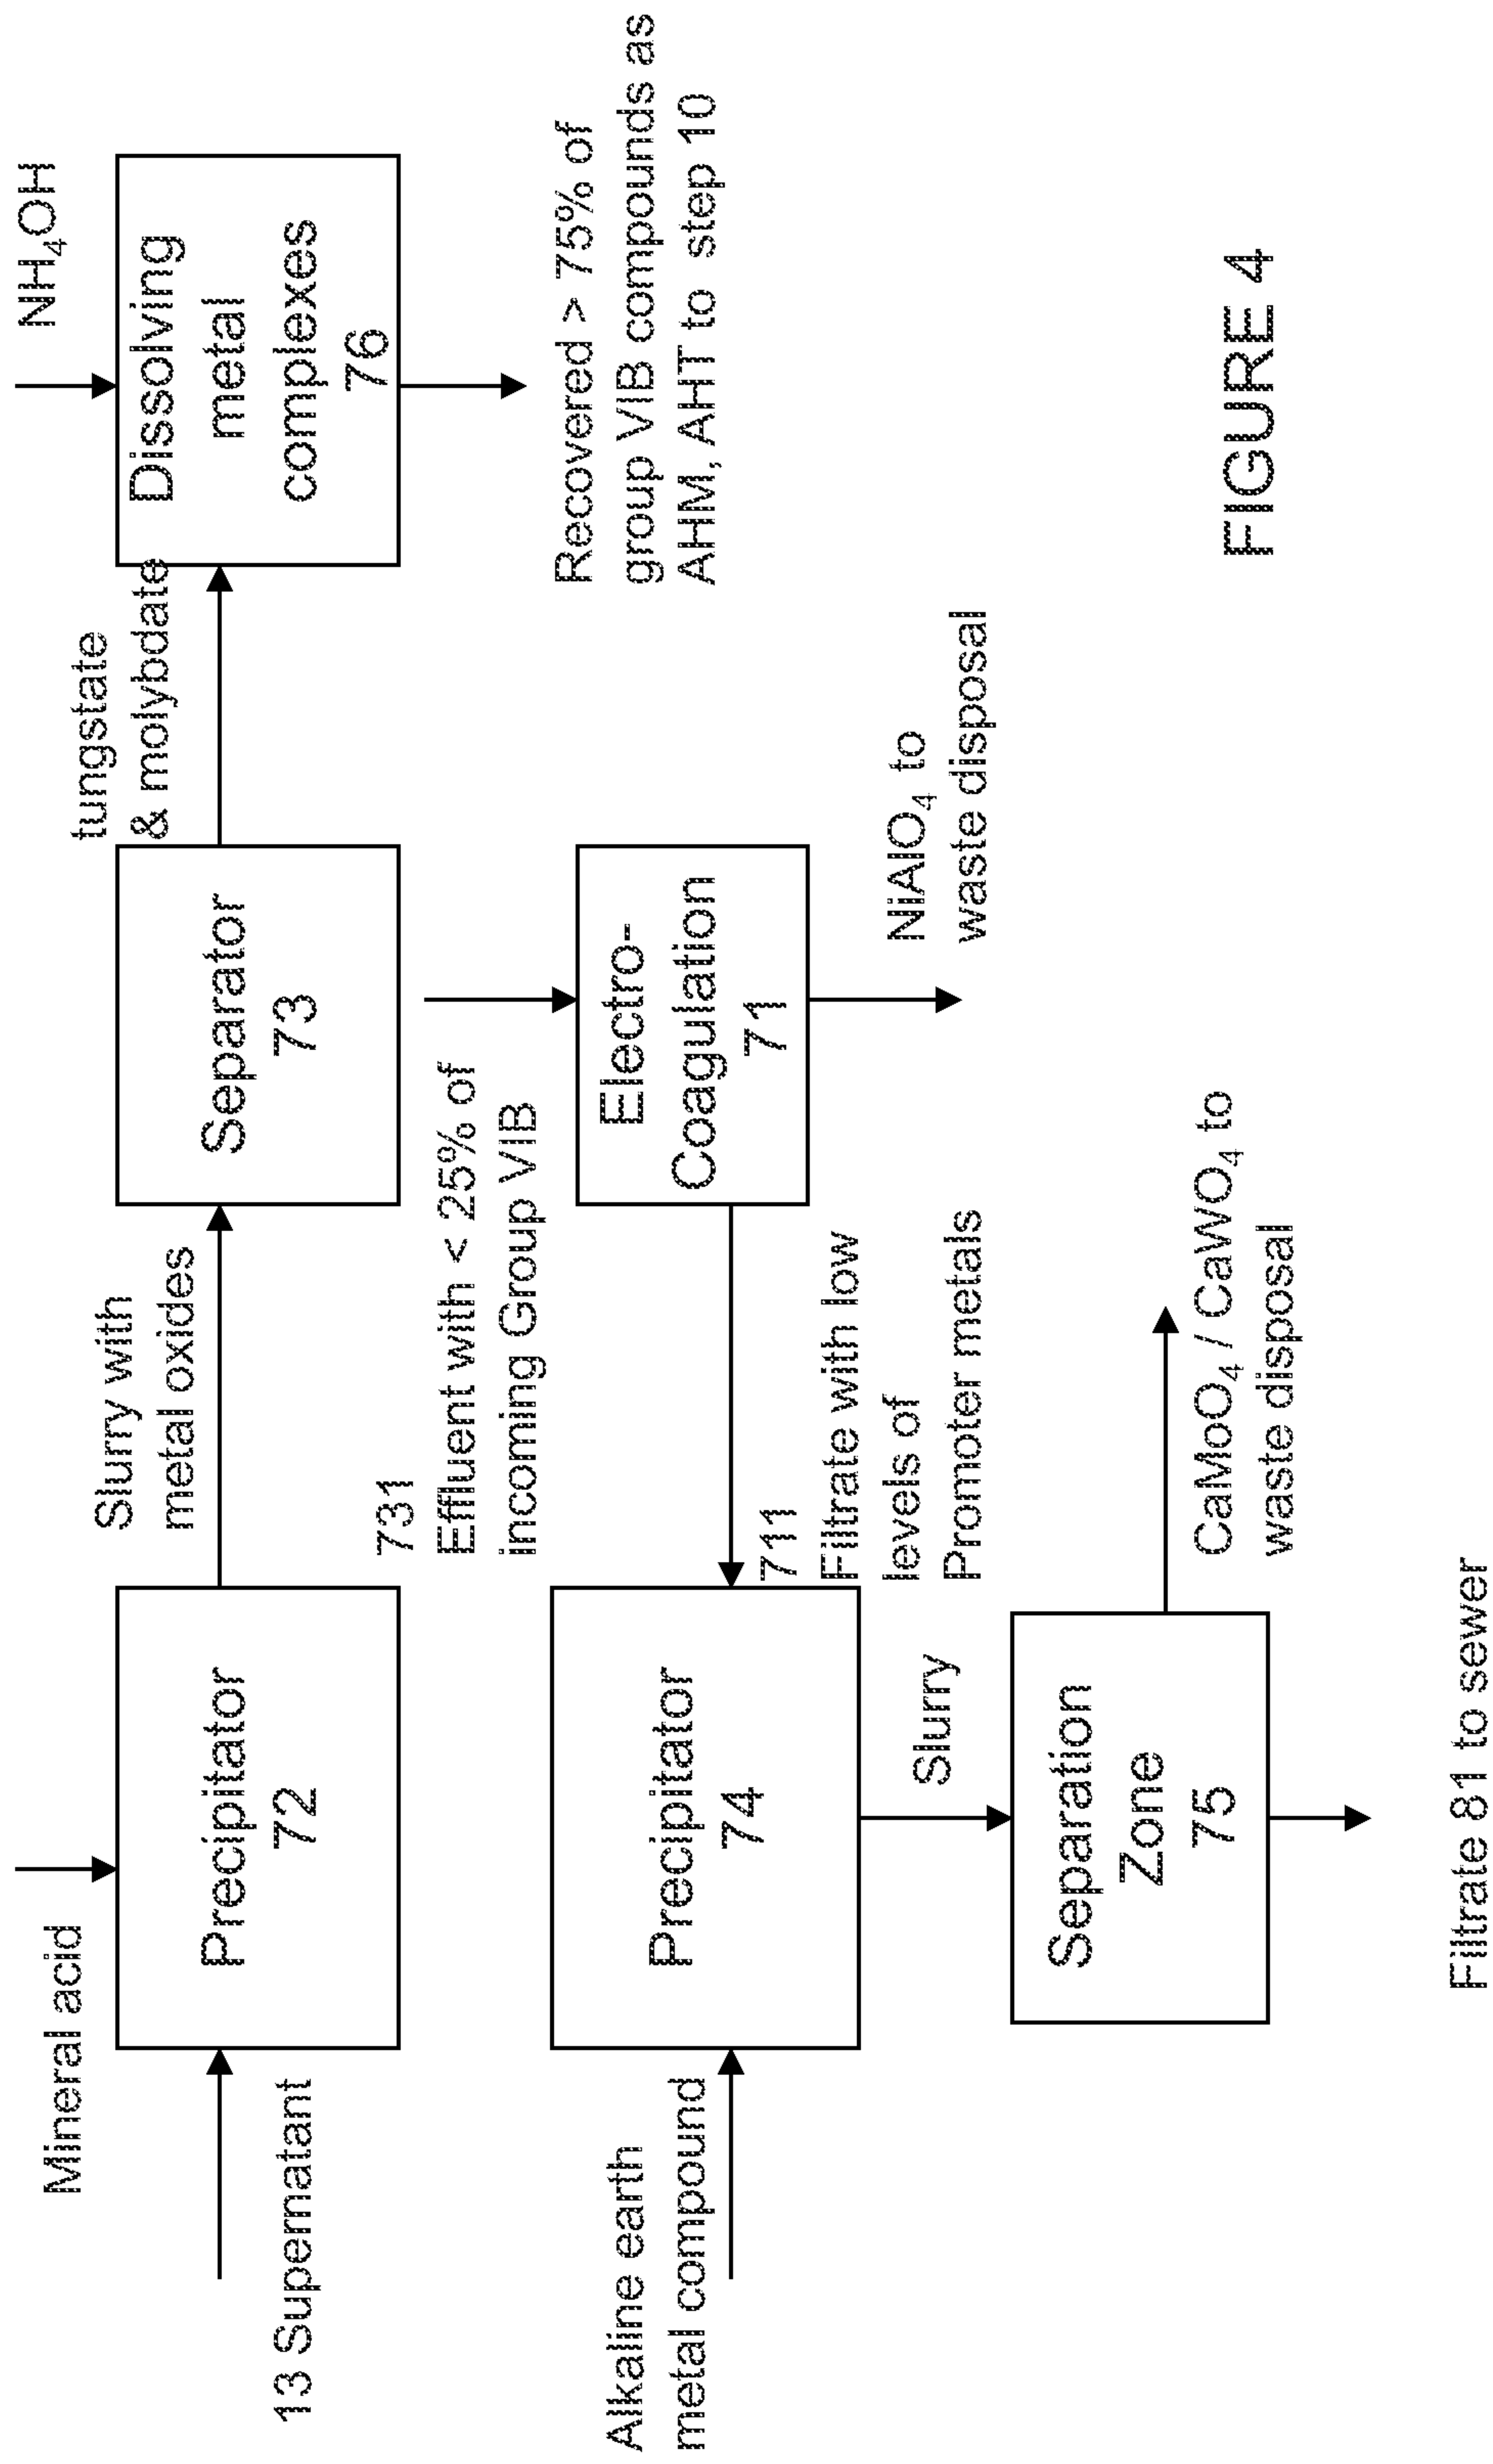 Mineral acid
NH₄OH
13 Supernatant
Precipitator
72
Slurry with
metal oxides
Separator
73
tungstate
& molybdate
Dissolving
metal
complexes
76
731
Effluent with < 25% of
incoming Group VIB
Recovered > 75% of
group VIB compounds as
AHM, AHT to step 10
Alkaline earth
metal compound
Precipitator
74
711
Filtrate with low
levels of
Promoter metals
Electro-
Coagulation
71
NiAlO₄ to
waste disposal
Slurry
Separation
Zone
75
CaMoO₄ / CaWO₄ to
waste disposal
Filtrate 81 to sewer
FIGURE 4